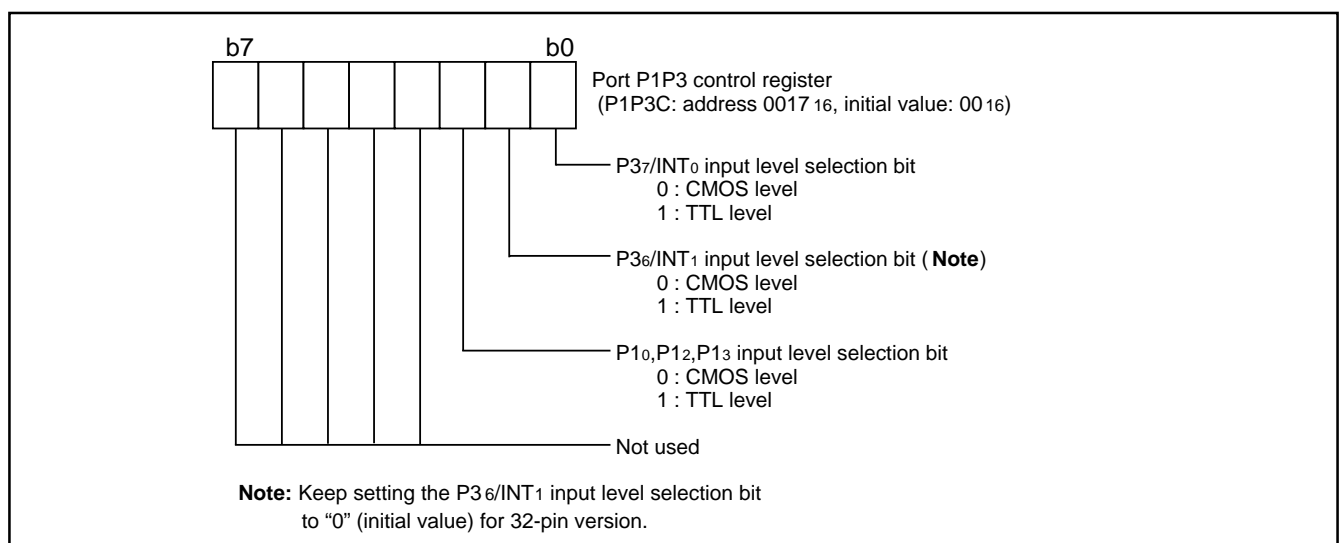 b7 b0
Port P1P3 control register
(P1P3C: address 0017 16, initial value: 00 16)
P37/INT0 input level selection bit
0 : CMOS level
1 : TTL level
P36/INT1 input level selection bit ( Note)
0 : CMOS level
1 : TTL level
P10,P12,P13 input level selection bit
0 : CMOS level
1 : TTL level
Not used
Note: Keep setting the P3 6/INT1 input level selection bit
to “0” (initial value) for 32-pin version.